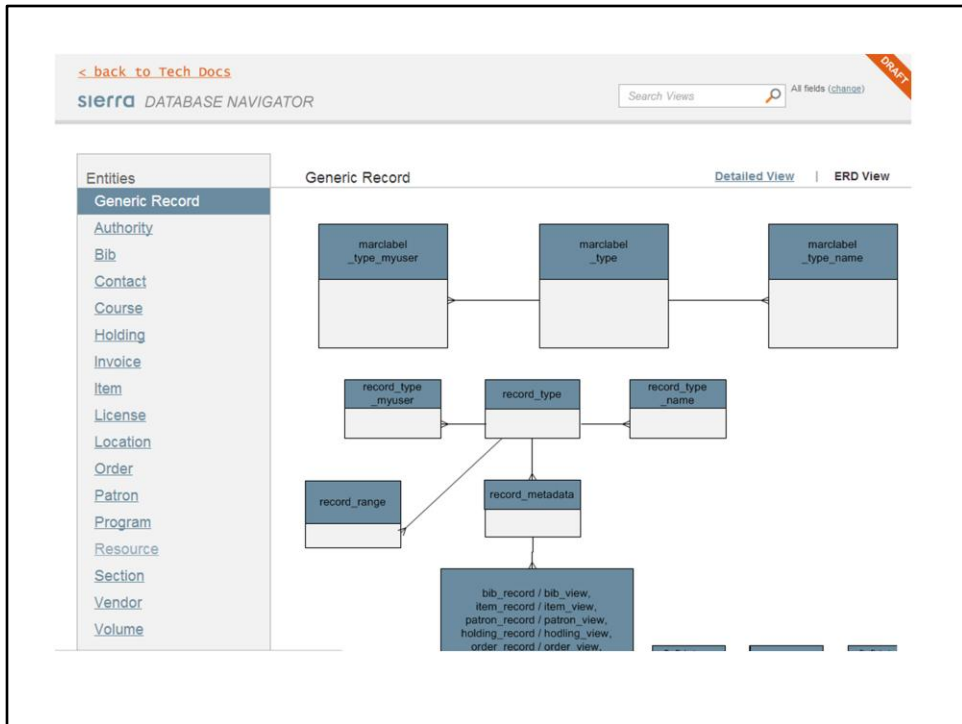 < back to Tech Docs
sierra DATABASE NAVIGATOR
Search Views
All fields (change)
DRAFT
Entities
Generic Record
Authority
Bib
Contact
Course
Holding
Invoice
Item
License
Location
Order
Patron
Program
Resource
Section
Vendor
Volume
Generic Record
Detailed View | ERD View
marclabel
_type_myuser
marclabel
_type
marclabel
_type_name
record_type
_myuser
record_type
record_type
_name
record_range
record_metadata
bib_record / bib_view,
item_record / item_view,
patron_record / patron_view,
holding_record / hodling_view,
order_record / order_view,